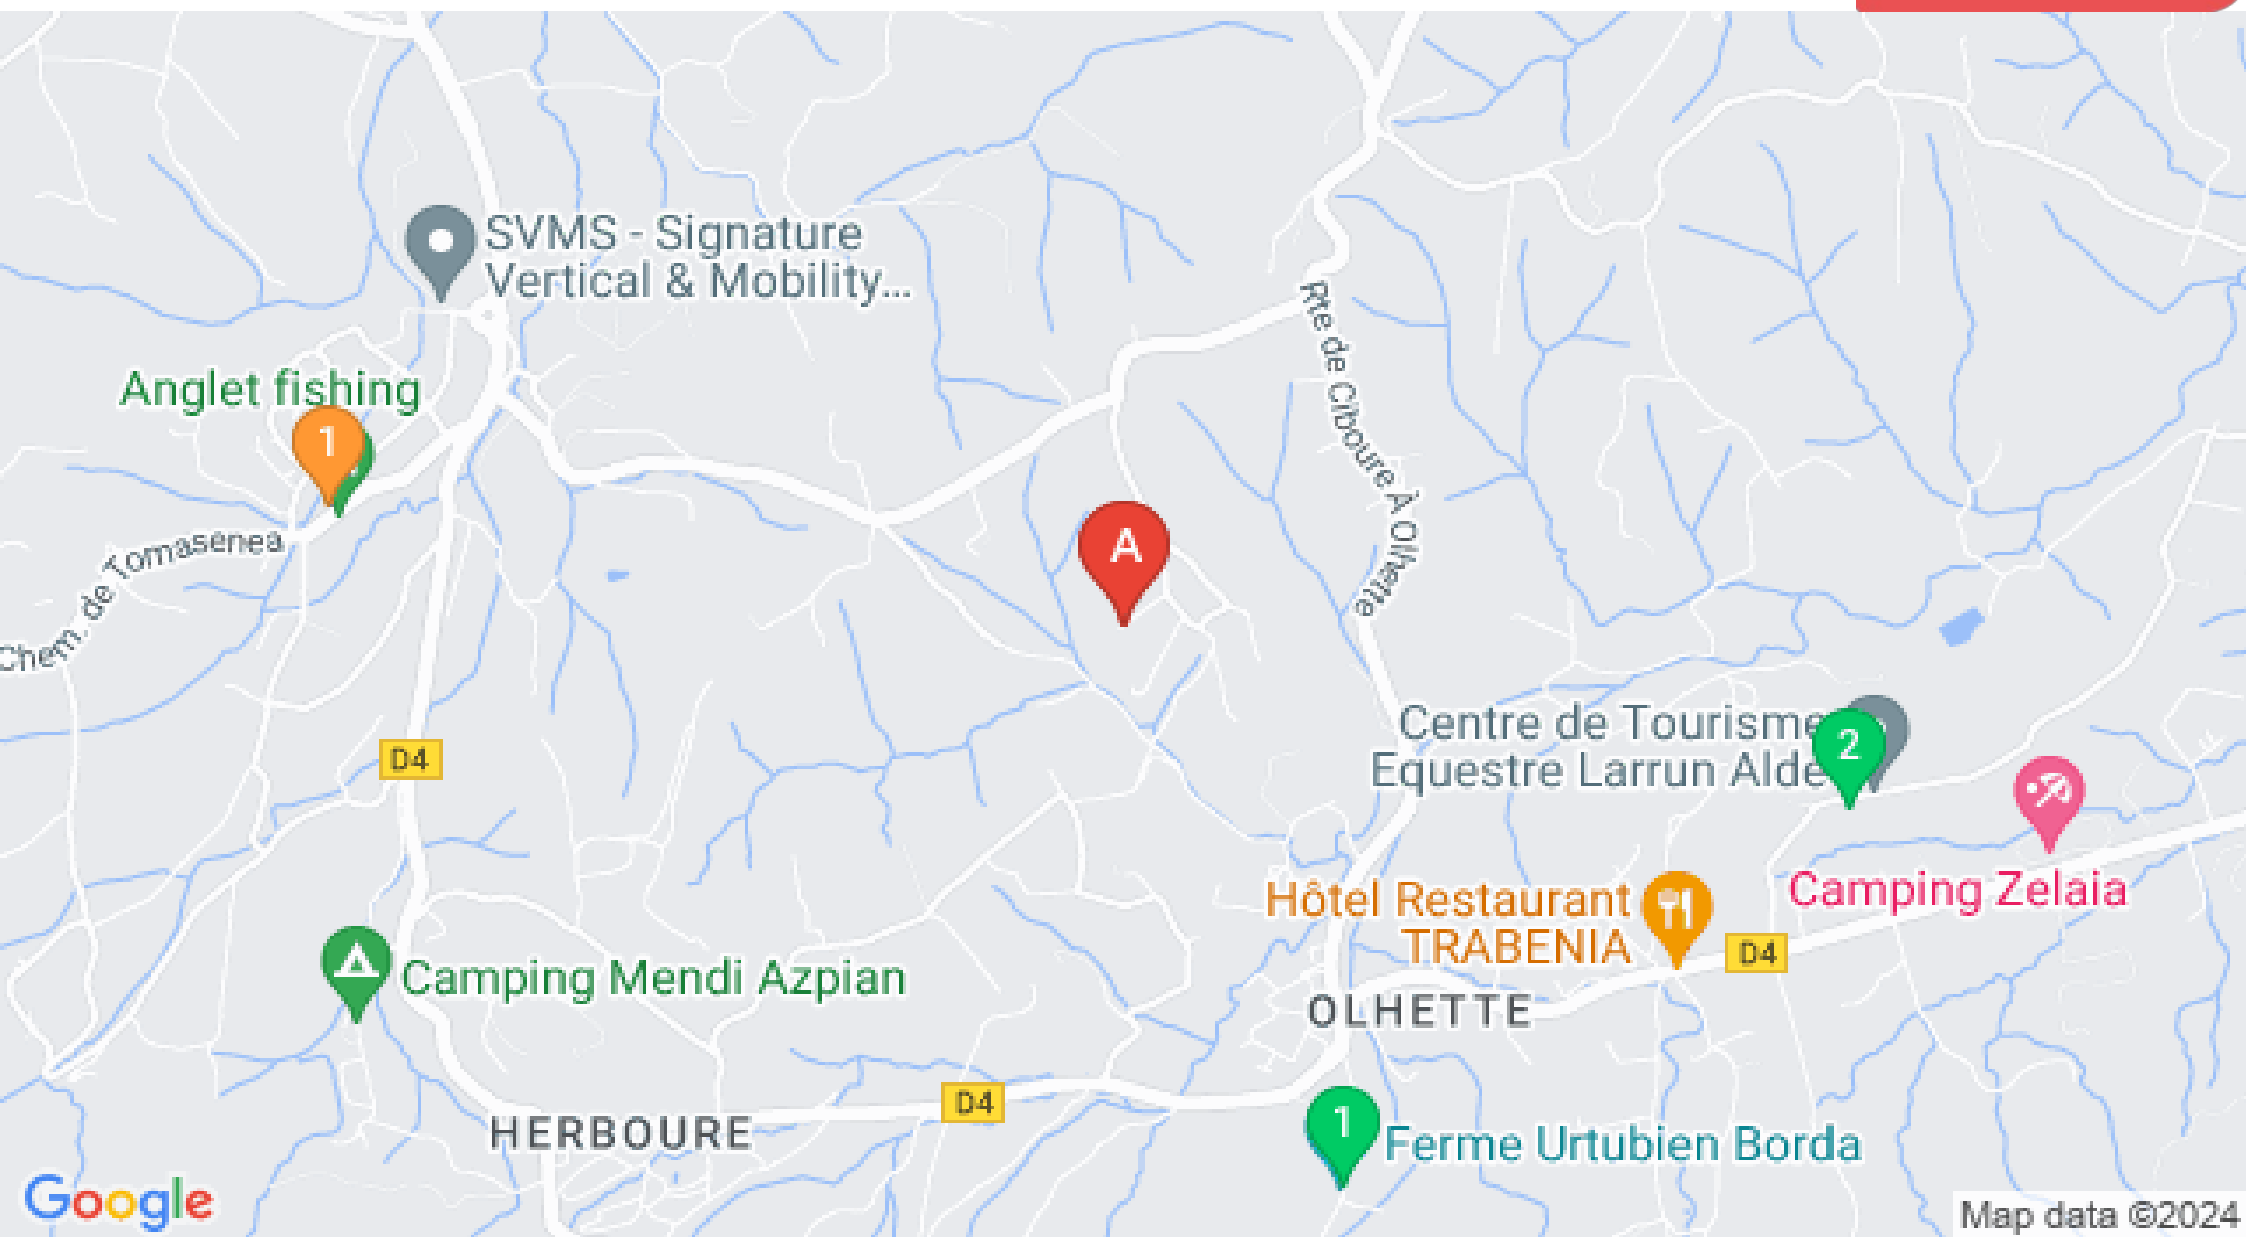 SVMS - Signature
Vertical & Mobility...
Rte de Ciboure À Olhette
Anglet fishing
1
A
Chem. de Tomasenea
Centre de Tourisme
Equestre Larrun Alde
2
D4
Hôtel Restaurant
TRABENIA
Camping Zelaia
D4
Camping Mendi Azpian
OLHETTE
D4
HERBOURE
1
Ferme Urtubien Borda
Google
Map data ©2024